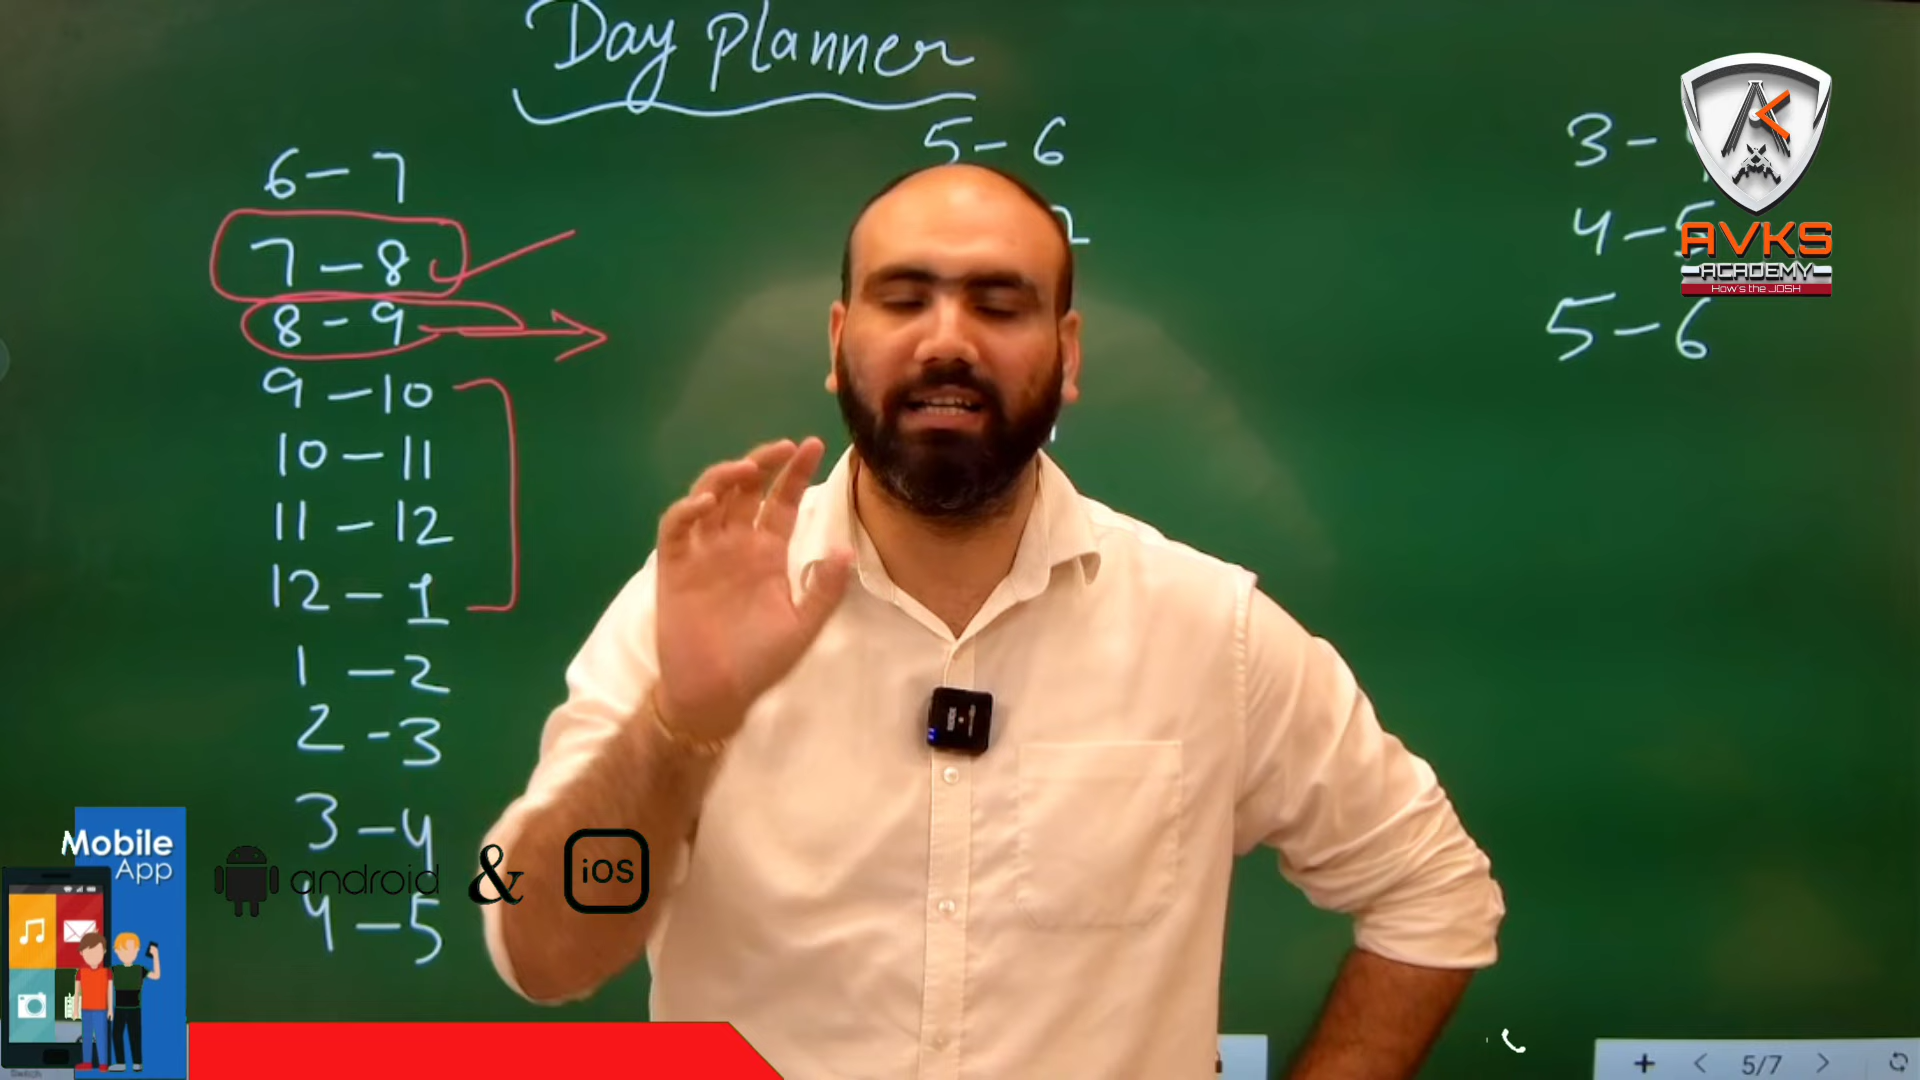 Day planner
6 - 7
7 - 8
8 - 9
9 - 10
10 - 11
11 - 12
12 - 1
1 - 2
2 - 3
3 - 4
4 - 5
5 - 6
3 -
4 - 5
5 - 6
AVKS
ACADEMY
How's the JOSH
Mobile
App
android & iOS
5/7